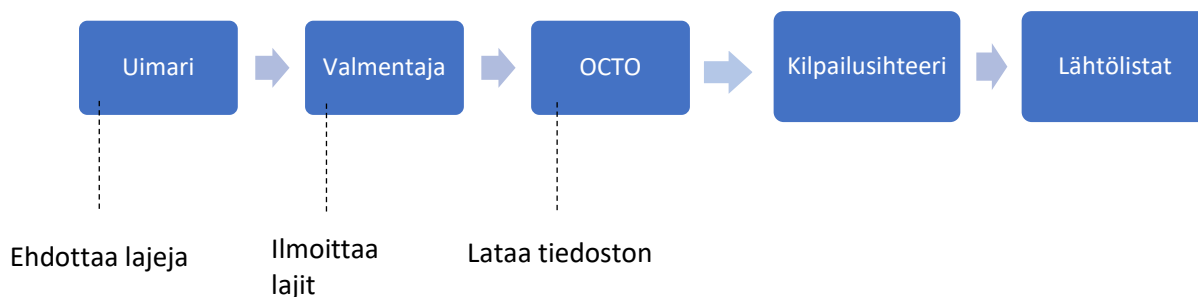 Uimari
Valmentaja
OCTO
Kilpailusihteeri
Lähtölistat
Ehdottaa lajeja
Ilmoittaa
lajit
Lataa tiedoston